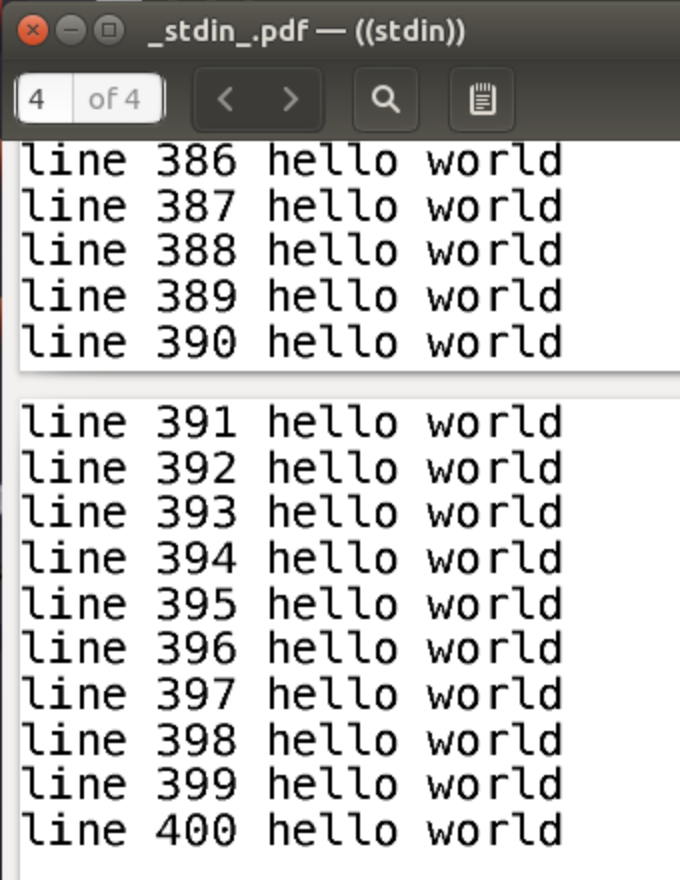 _stdin_.pdf — ((stdin))
4 of 4
line 386 hello world
line 387 hello world
line 388 hello world
line 389 hello world
line 390 hello world
line 391 hello world
line 392 hello world
line 393 hello world
line 394 hello world
line 395 hello world
line 396 hello world
line 397 hello world
line 398 hello world
line 399 hello world
line 400 hello world